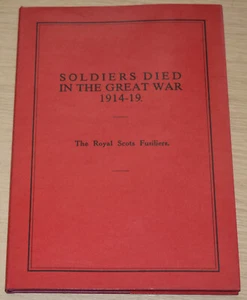 SOLDIERS DIED
IN THE GREAT WAR
1914-19.
The Royal Scots Fusiliers.